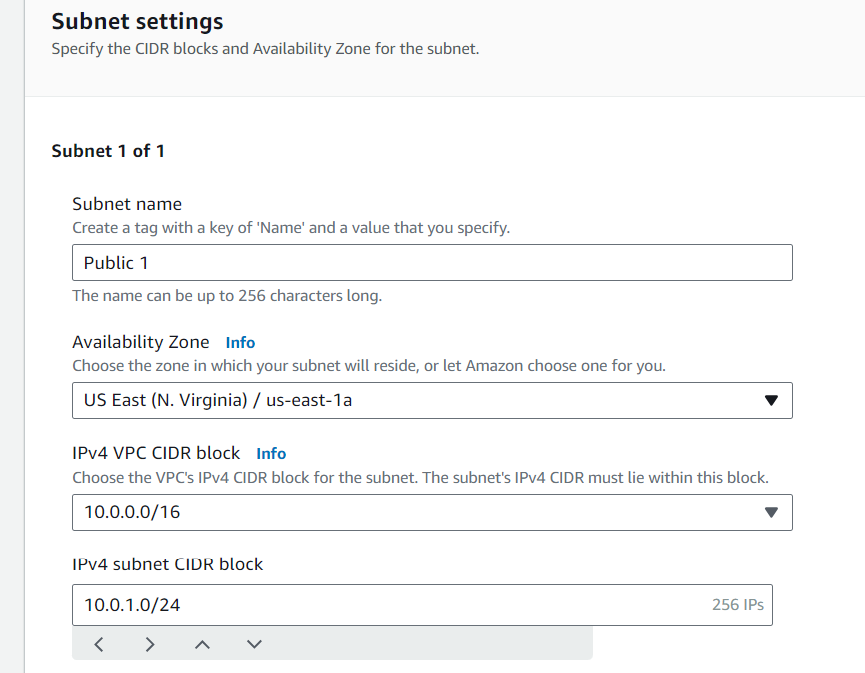 Subnet settings
Specify the CIDR blocks and Availability Zone for the subnet.
Subnet 1 of 1
Subnet name
Create a tag with a key of 'Name' and a value that you specify.
Public 1
The name can be up to 256 characters long.
Availability Zone Info
Choose the zone in which your subnet will reside, or let Amazon choose one for you.
US East (N. Virginia) / us-east-1a
IPv4 VPC CIDR block Info
Choose the VPC's IPv4 CIDR block for the subnet. The subnet's IPv4 CIDR must lie within this block.
10.0.0.0/16
IPv4 subnet CIDR block
10.0.1.0/24 256 IPs